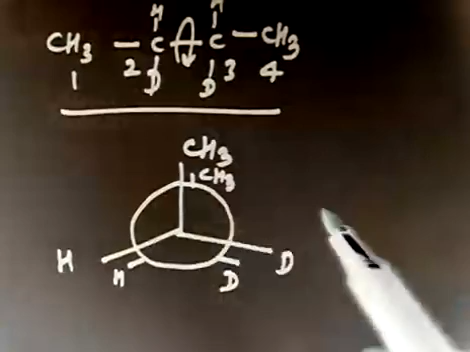 H H
CH3 - C - C - CH3
1 2 D D 3 4
CH3
CH3
H H D D